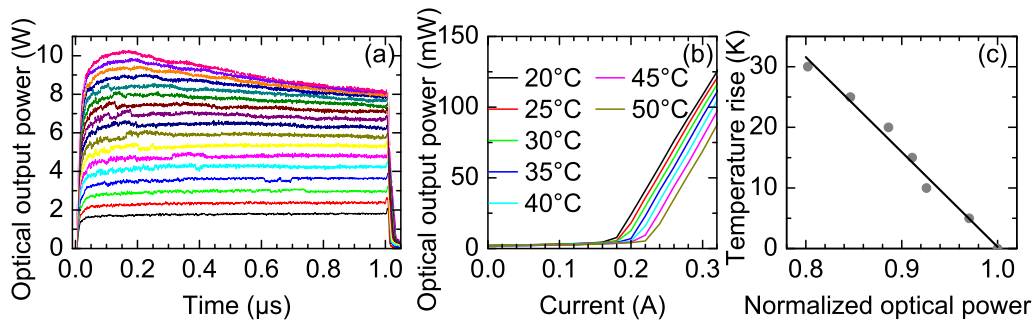 Optical output power (W)
10
8
6
4
2
0
(a)
0.0 0.2 0.4 0.6 0.8 1.0
Time (µs)
Optical output power (mW)
150
100
50
0
(b)
20°C 45°C
25°C 50°C
30°C
35°C
40°C
0.0 0.1 0.2 0.3
Current (A)
Temperature rise (K)
30
20
10
0
(c)
0.8 0.9 1.0
Normalized optical power